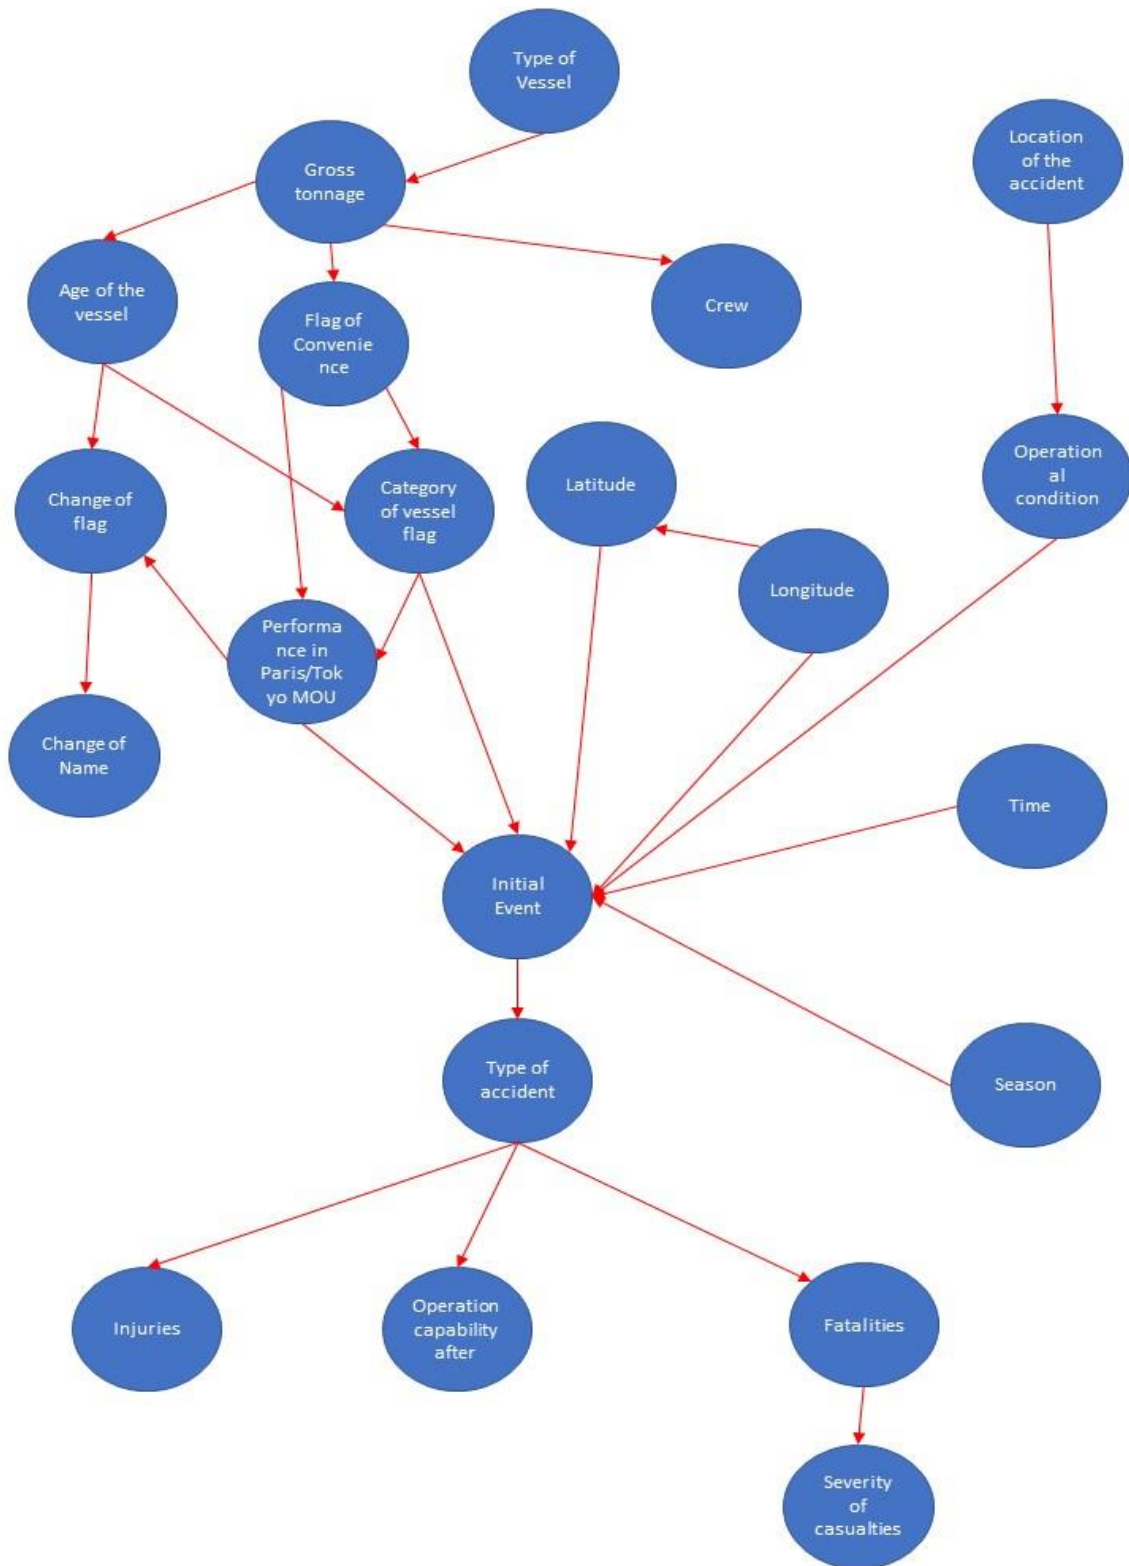 Type of
Vessel
Gross
tonnage
Location
of the
accident
Age of the
vessel
Flag of
Convenie
nce
Crew
Change of
flag
Category
of vessel
flag
Latitude
Operation
al
condition
Longitude
Performa
nce in
Paris/Tok
yo MOU
Change of
Name
Time
Initial
Event
Type of
accident
Season
Injuries
Operation
capability
after
Fatalities
Severity
of
casualties